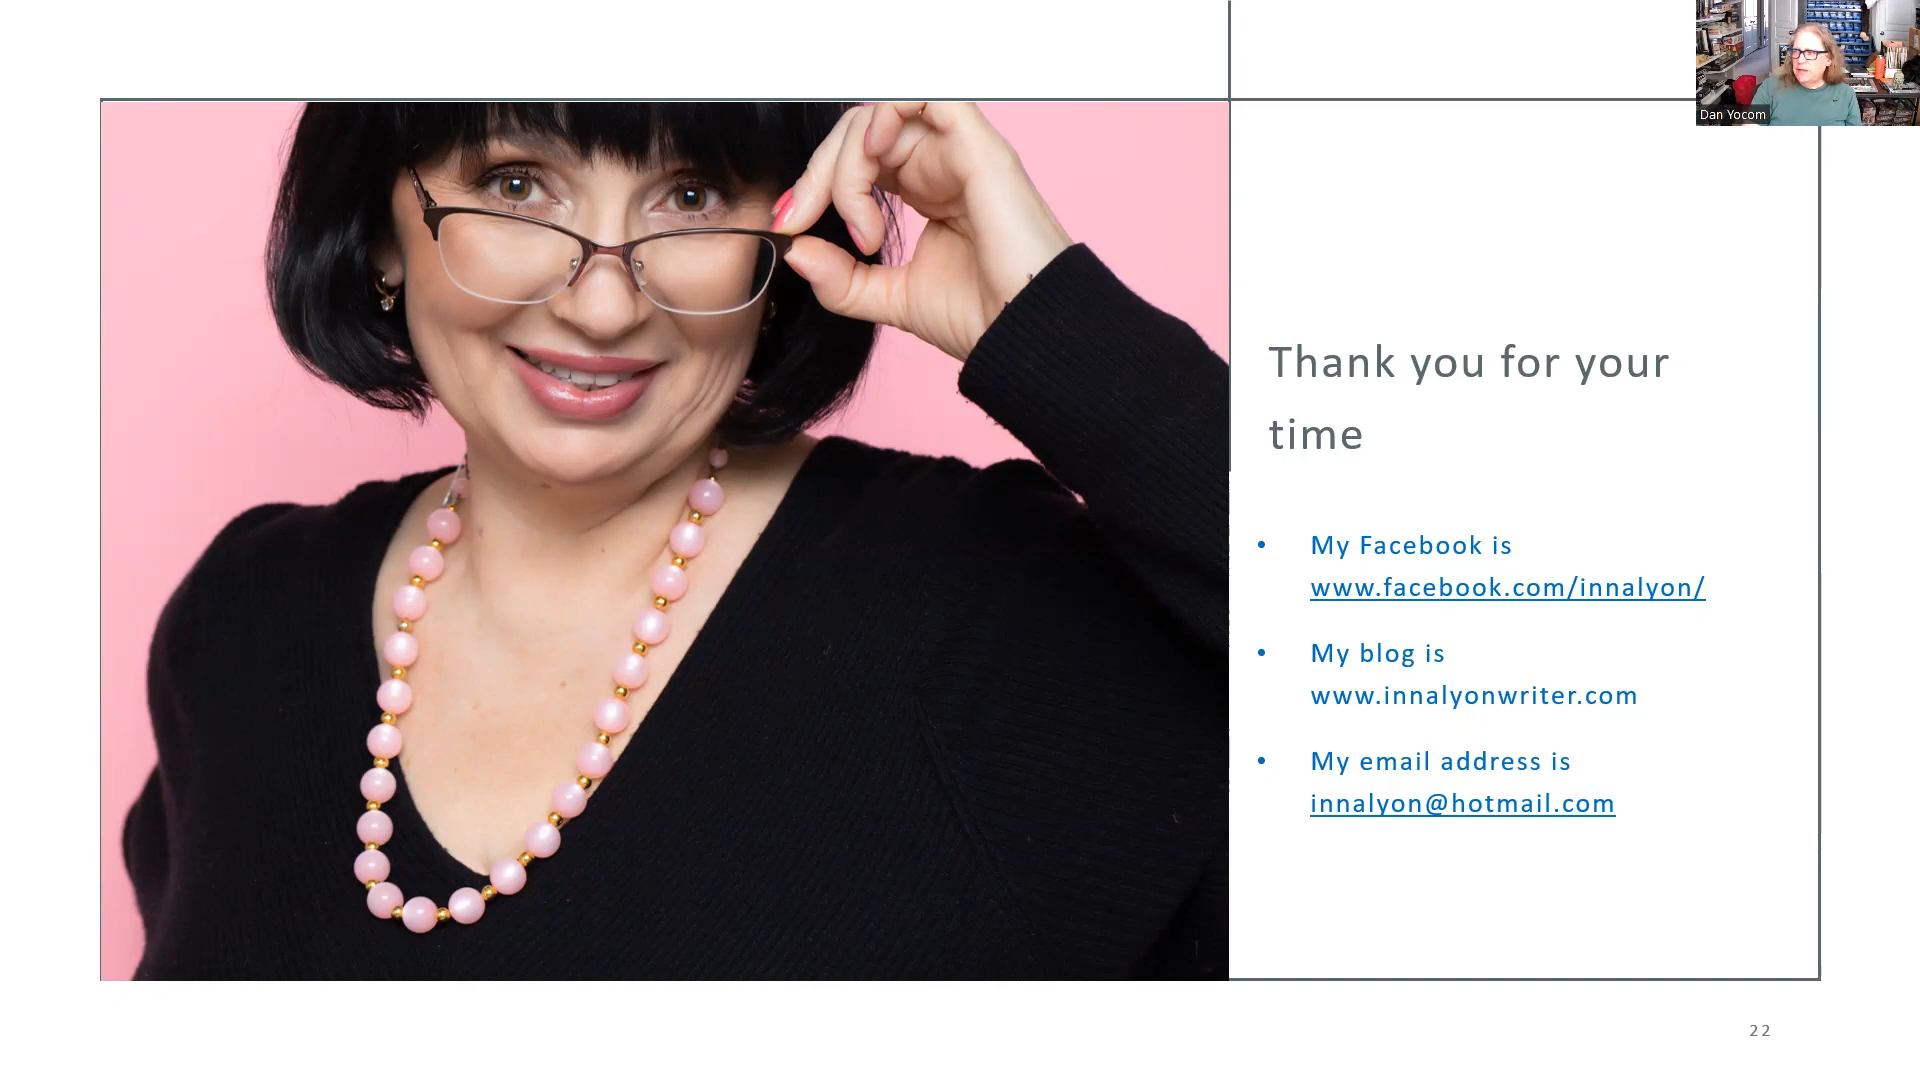 Dan Yocom
Thank you for your
time
• My Facebook is
www.facebook.com/innalyon/
• My blog is
www.innalyonwriter.com
• My email address is
innalyon@hotmail.com
22